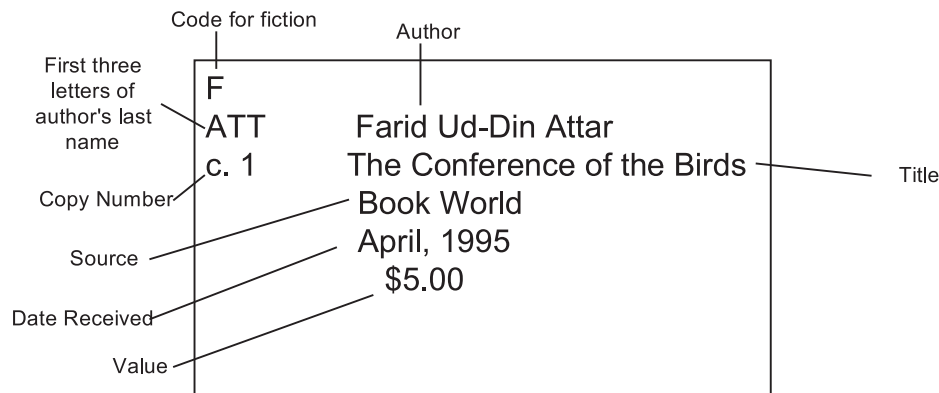 Code for fiction
Author
First three
letters of
author's last
name
F
ATT
Farid Ud-Din Attar
c. 1
The Conference of the Birds
Title
Copy Number
Book World
Source
April, 1995
$5.00
Date Received
Value